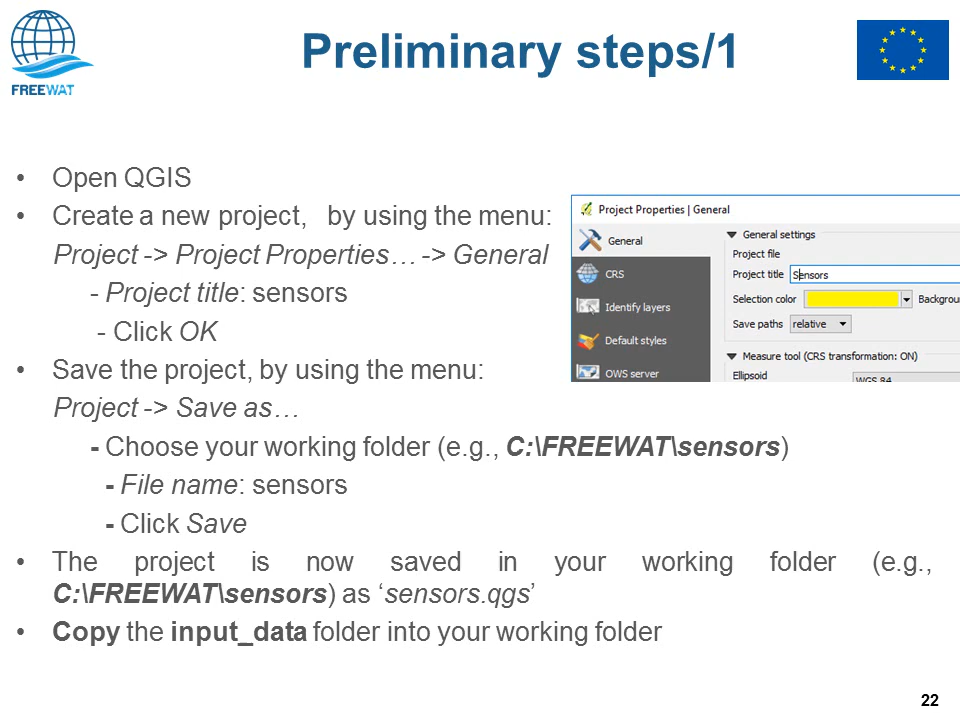 FREEWAT
Preliminary steps/1
• Open QGIS
• Create a new project, by using the menu:
Project -> Project Properties… -> General
- Project title: sensors
- Click OK
Project Properties | General
General
CRS
Identify layers
Default styles
OWS server
General settings
Project file
Project title Sensors
Selection color Backgrou
Save paths relative
Measure tool (CRS transformation: ON)
Ellipsoid
WGS 84
• Save the project, by using the menu:
Project -> Save as…
- Choose your working folder (e.g., C:\FREEWAT\sensors)
- File name: sensors
- Click Save
• The project is now saved in your working folder (e.g.,
C:\FREEWAT\sensors) as ‘sensors.qgs’
• Copy the input_data folder into your working folder
22